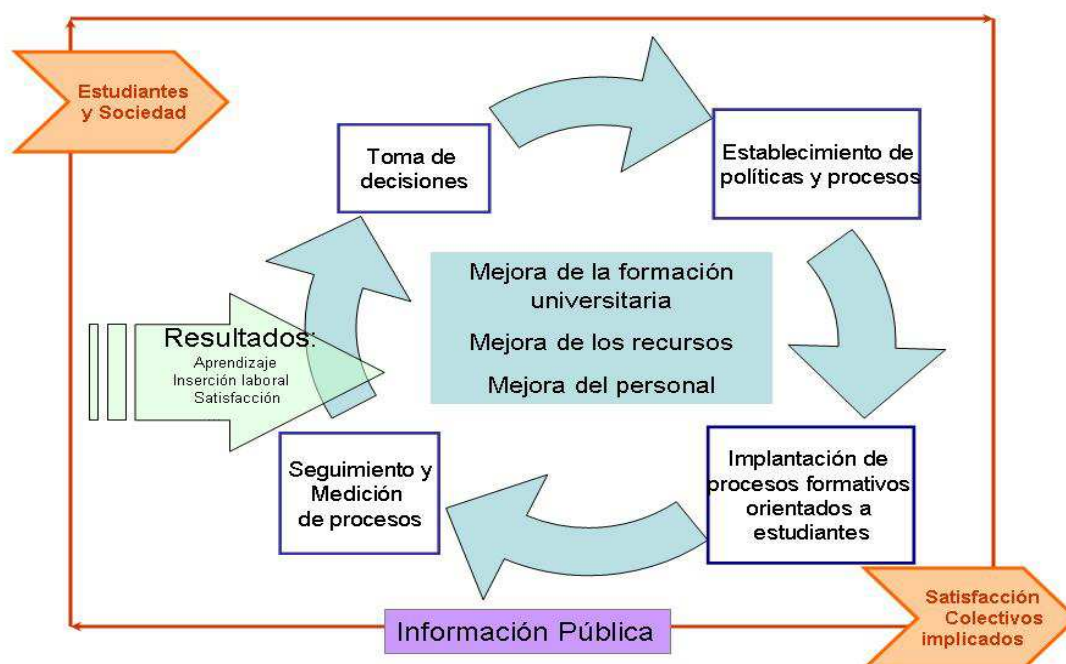 Estudiantes
y Sociedad
Toma de
decisiones
Establecimiento de
políticas y procesos
Mejora de la formación
universitaria
Mejora de los recursos
Mejora del personal
Resultados:
Aprendizaje
Inserción laboral
Satisfacción
....
Seguimiento y
Medición
de procesos
Implantación de
procesos formativos
orientados a
estudiantes
Satisfacción
Colectivos
implicados
Información Pública